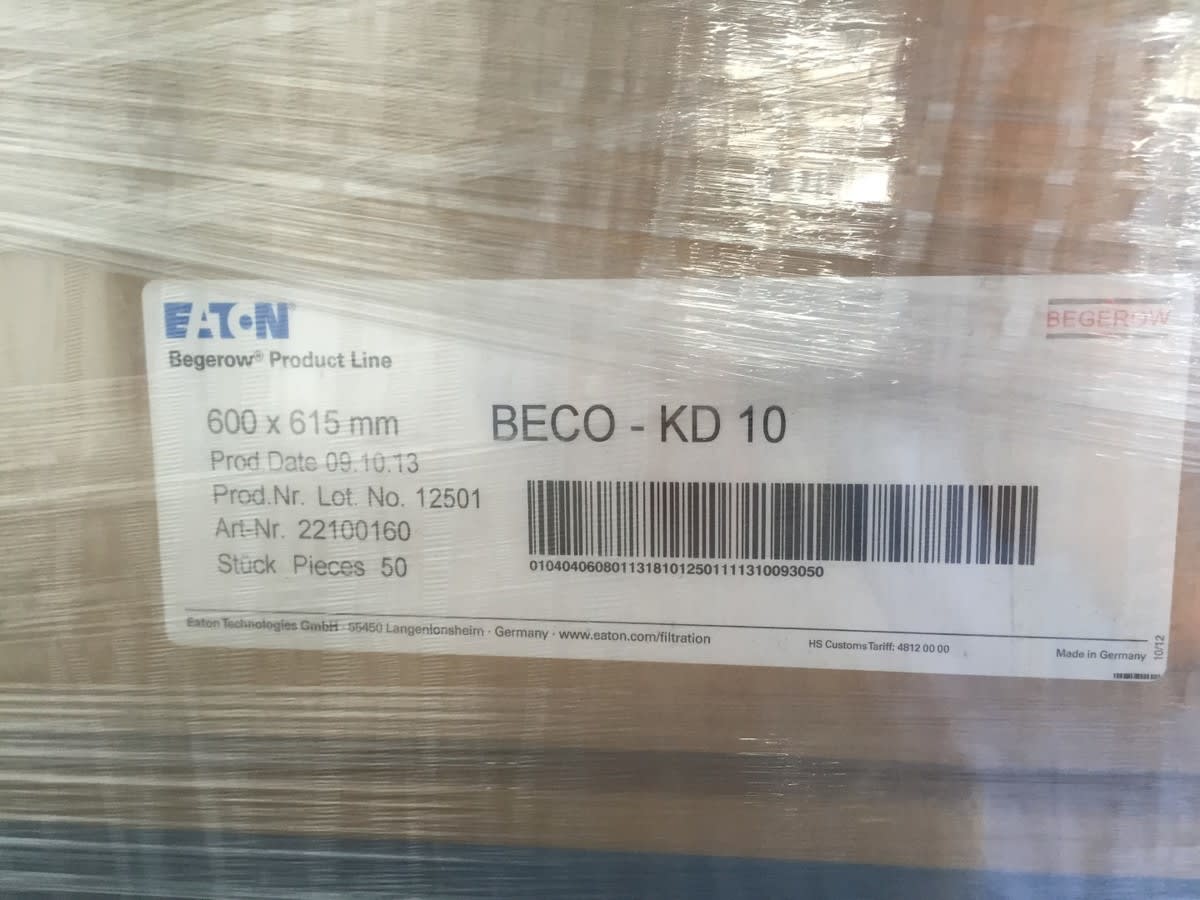 EATON®
BEGEROW
Begerow® Product Line
600 x 615 mm
BECO - KD 10
Prod.Date 09.10.13
Prod.Nr. Lot. No. 12501
Art-Nr. 22100160
Stück Pieces 50
01040406080113181012501111310093050
Eaton Technologies GmbH · 55450 Langenlonsheim · Germany · www.eaton.com/filtration
HS Customs Tariff: 4812 00 00
Made in Germany
10/12